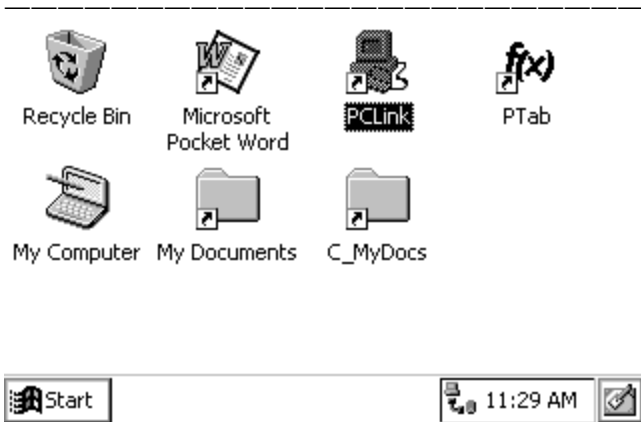 Recycle Bin
Microsoft
Pocket Word
PCLink
f(x)
PTab
My Computer
My Documents
C_MyDocs
Start
11:29 AM